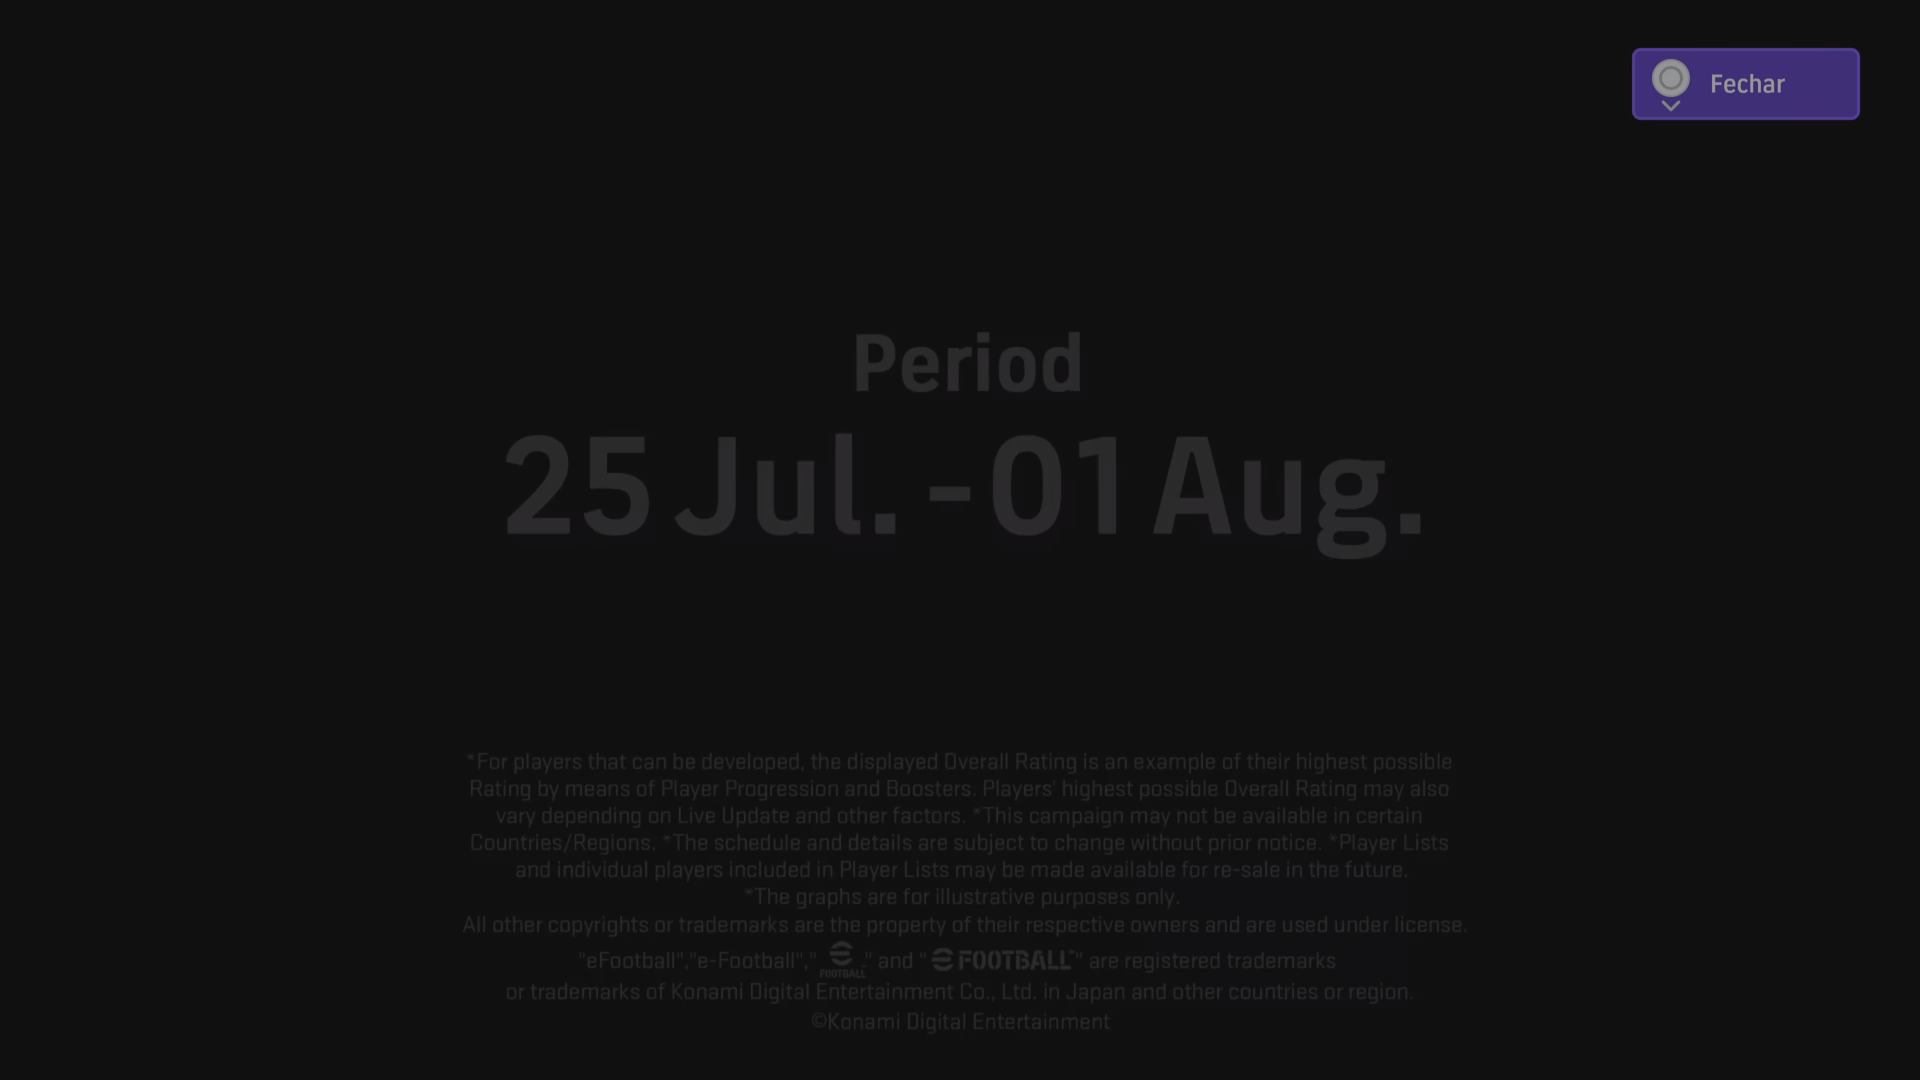 Fechar
Period
25 Jul. - 01 Aug.
*For players that can be developed, the displayed Overall Rating is an example of their highest possible
Rating by means of Player Progression and Boosters. Players' highest possible Overall Rating may also
vary depending on Live Update and other factors. *This campaign may not be available in certain
Countries/Regions. *The schedule and details are subject to change without prior notice. *Player Lists
and individual players included in Player Lists may be made available for re-sale in the future.
*The graphs are for illustrative purposes only.
All other copyrights or trademarks are the property of their respective owners and are used under license.
"eFootball","e-Football"," FOOTBALL" and " FOOTBALL™" are registered trademarks
or trademarks of Konami Digital Entertainment Co., Ltd. in Japan and other countries or region.
©Konami Digital Entertainment